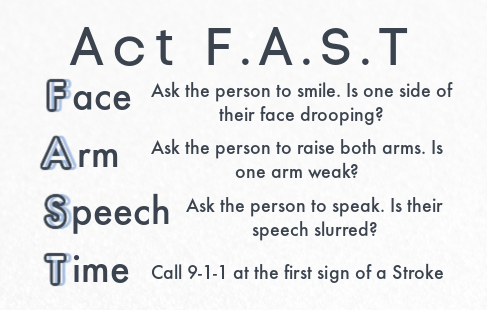 Act F.A.S.T
Face Ask the person to smile. Is one side of
their face drooping?
Arm Ask the person to raise both arms. Is
one arm weak?
Speech Ask the person to speak. Is their
speech slurred?
Time Call 9-1-1 at the first sign of a Stroke